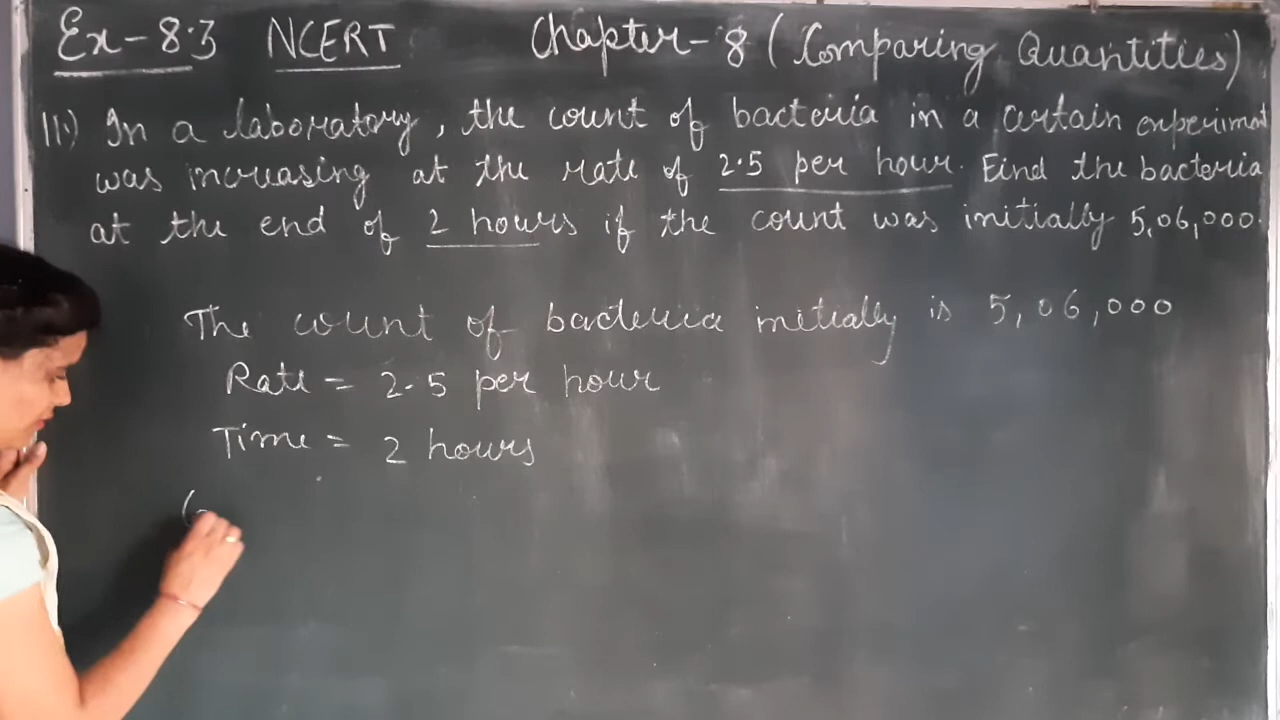 Ex-8.3 NCERT Chapter-8 (Comparing Quantities)
11.) In a laboratory, the count of bacteria in a certain experiment
was increasing at the rate of 2.5 per hour. Find the bacteria
at the end of 2 hours if the count was initially 5,06,000.
The count of bacteria initially is 5,06,000
Rate = 2.5 per hour
Time = 2 hours